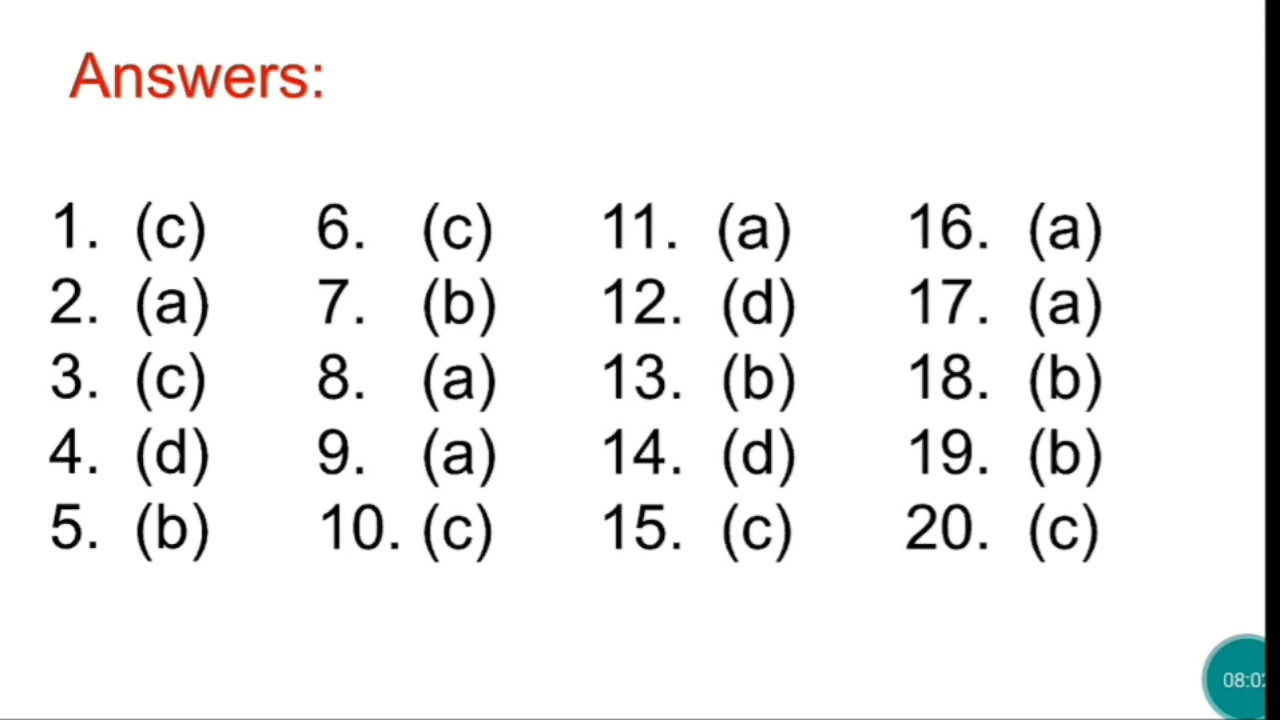 Answers:
1. (c) 6. (c) 11. (a) 16. (a)
2. (a) 7. (b) 12. (d) 17. (a)
3. (c) 8. (a) 13. (b) 18. (b)
4. (d) 9. (a) 14. (d) 19. (b)
5. (b) 10. (c) 15. (c) 20. (c)